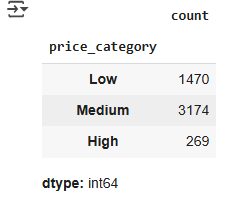 count
price_category
Low 1470
Medium 3174
High 269
dtype: int64